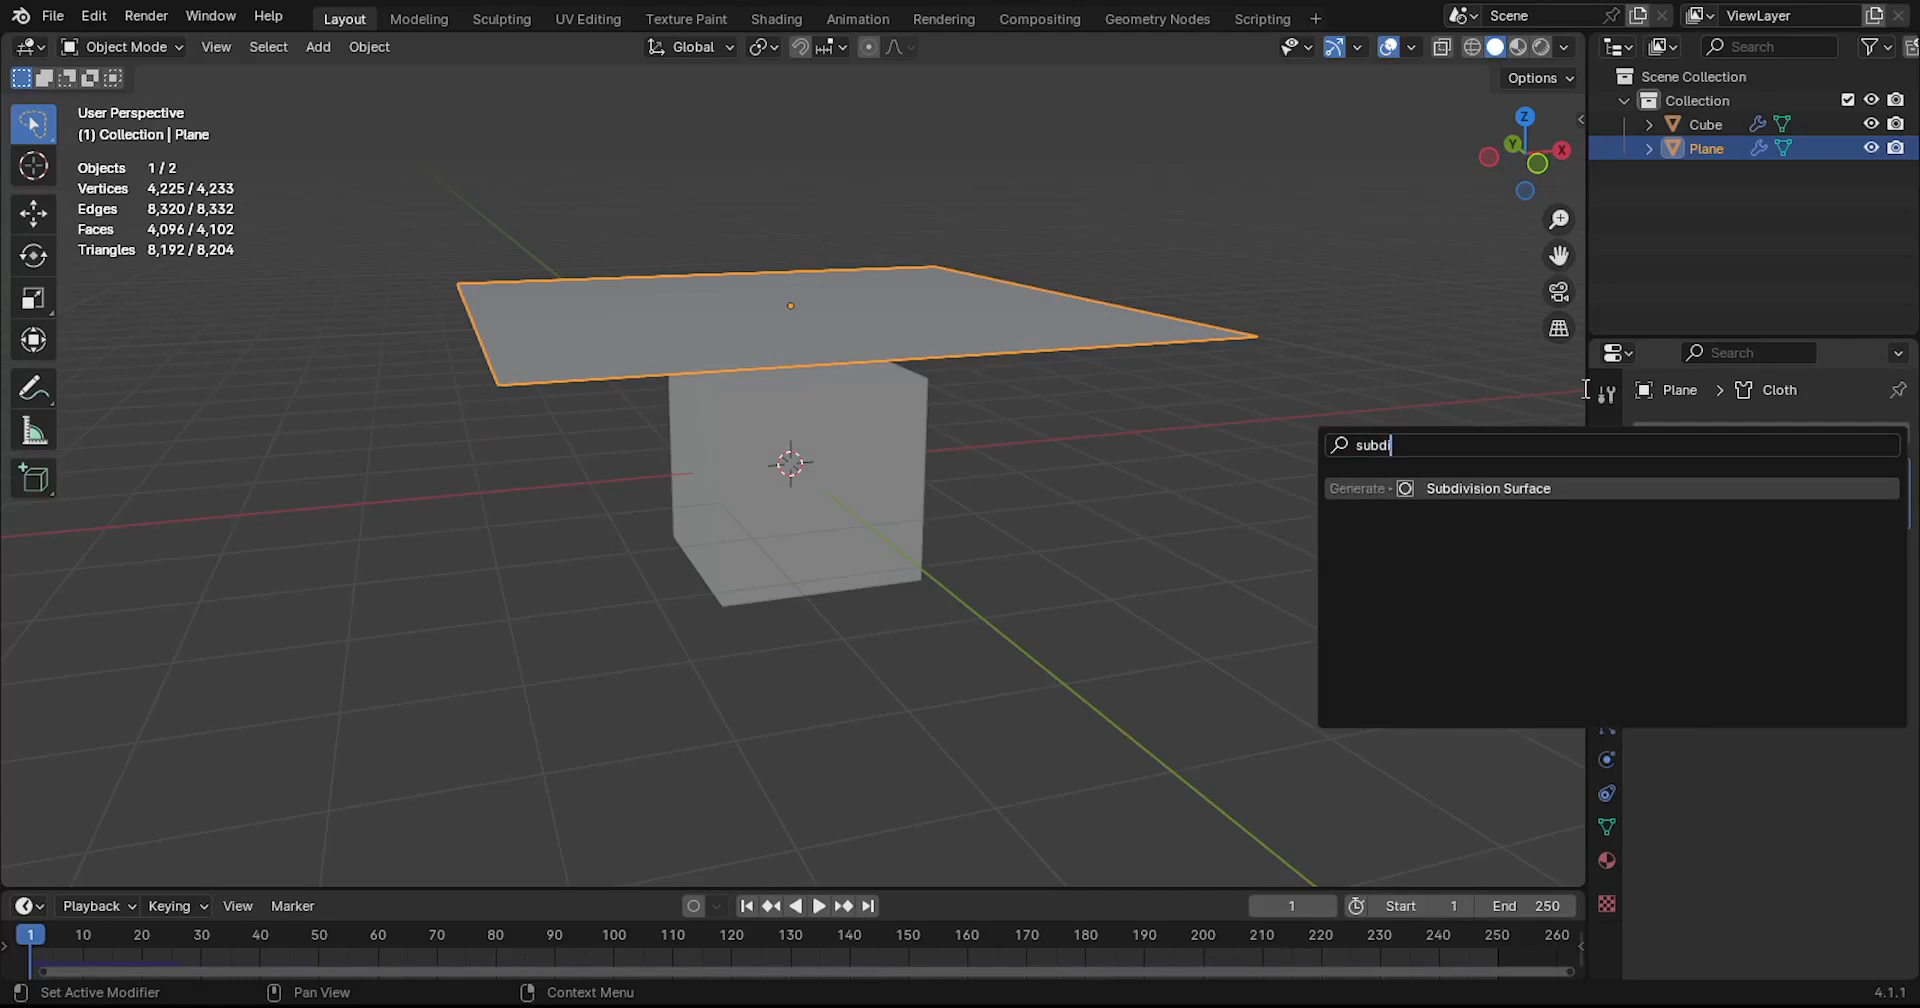 File Edit Render Window Help Layout Modeling Sculpting UV Editing Texture Paint Shading Animation Rendering Compositing Geometry Nodes Scripting Scene ViewLayer
Object Mode View Select Add Object Global Search
Options
Scene Collection
Collection
Cube
Plane
User Perspective
(1) Collection | Plane
Objects 1 / 2
Vertices 4,225 / 4,233
Edges 8,320 / 8,332
Faces 4,096 / 4,102
Triangles 8,192 / 8,204
Z
Y
X
Search
Plane > Cloth
subdi
Generate Subdivision Surface
Playback Keying View Marker 1 Start 1 End 250
1 10 20 30 40 50 60 70 80 90 100 110 120 130 140 150 160 170 180 190 200 210 220 230 240 250 260
Set Active Modifier Pan View Context Menu 4.1.1